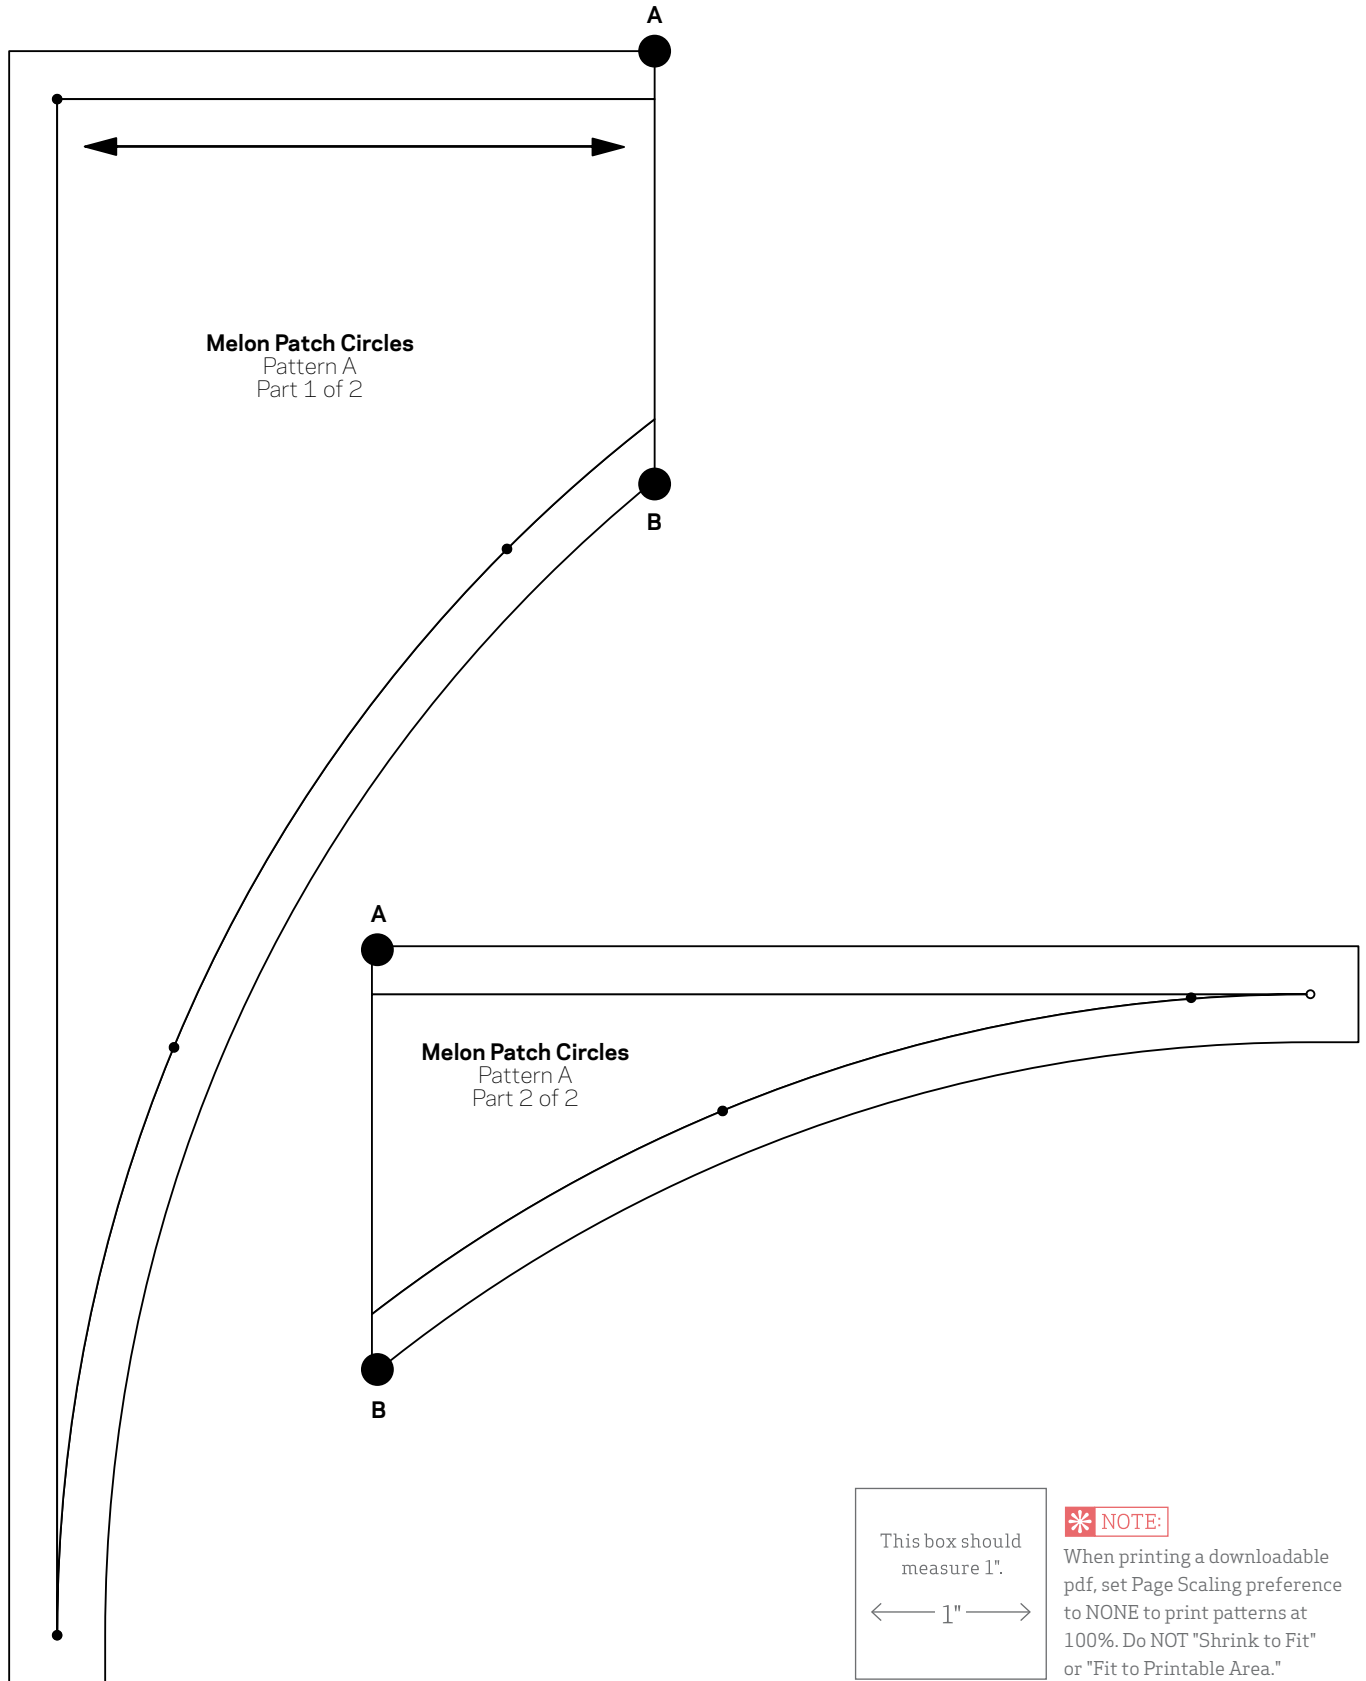 A
Melon Patch Circles
Pattern A
Part 1 of 2
B
A
Melon Patch Circles
Pattern A
Part 2 of 2
B
This box should
measure 1".
1"
NOTE:
When printing a downloadable
pdf, set Page Scaling preference
to NONE to print patterns at
100%. Do NOT "Shrink to Fit"
or "Fit to Printable Area."